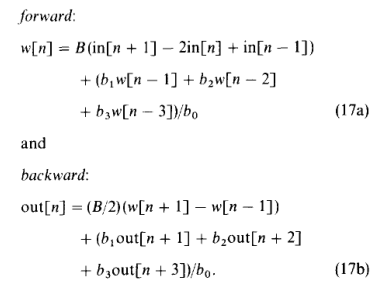 forward:
w[n] = B(in[n + 1] − 2in[n] + in[n − 1])
+ (b₁w[n − 1] + b₂w[n − 2]
+ b₃w[n − 3])/b₀ (17a)
and
backward:
out[n] = (B/2)(w[n + 1] − w[n − 1])
+ (b₁out[n + 1] + b₂out[n + 2]
+ b₃out[n + 3])/b₀. (17b)